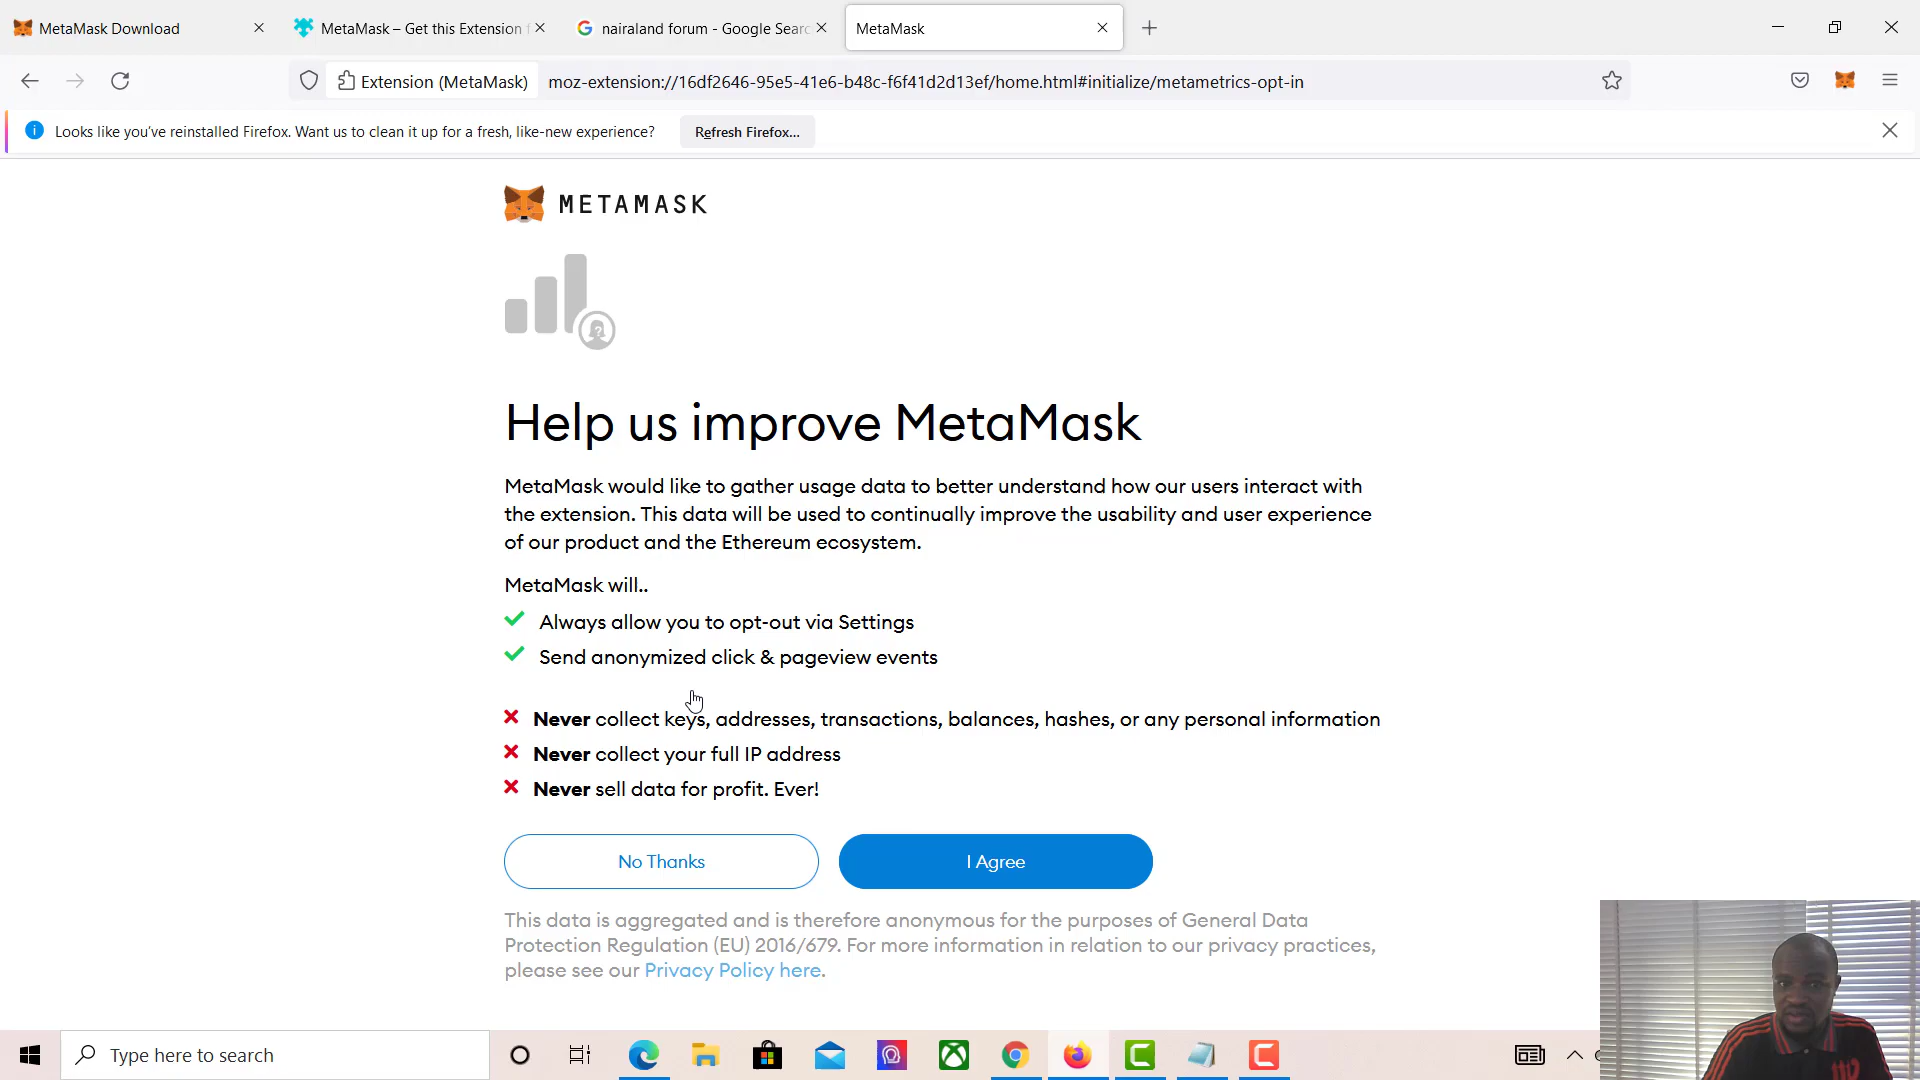 MetaMask Download
MetaMask – Get this Extension f
nairaland forum - Google Searc
MetaMask
Extension (MetaMask)
moz-extension://16df2646-95e5-41e6-b48c-f6f41d2d13ef/home.html#initialize/metametrics-opt-in
Looks like you've reinstalled Firefox. Want us to clean it up for a fresh, like-new experience?
Refresh Firefox...
METAMASK
Help us improve MetaMask
MetaMask would like to gather usage data to better understand how our users interact with
the extension. This data will be used to continually improve the usability and user experience
of our product and the Ethereum ecosystem.
MetaMask will..
Always allow you to opt-out via Settings
Send anonymized click & pageview events
Never collect keys, addresses, transactions, balances, hashes, or any personal information
Never collect your full IP address
Never sell data for profit. Ever!
No Thanks
I Agree
This data is aggregated and is therefore anonymous for the purposes of General Data
Protection Regulation (EU) 2016/679. For more information in relation to our privacy practices,
please see our Privacy Policy here.
Type here to search